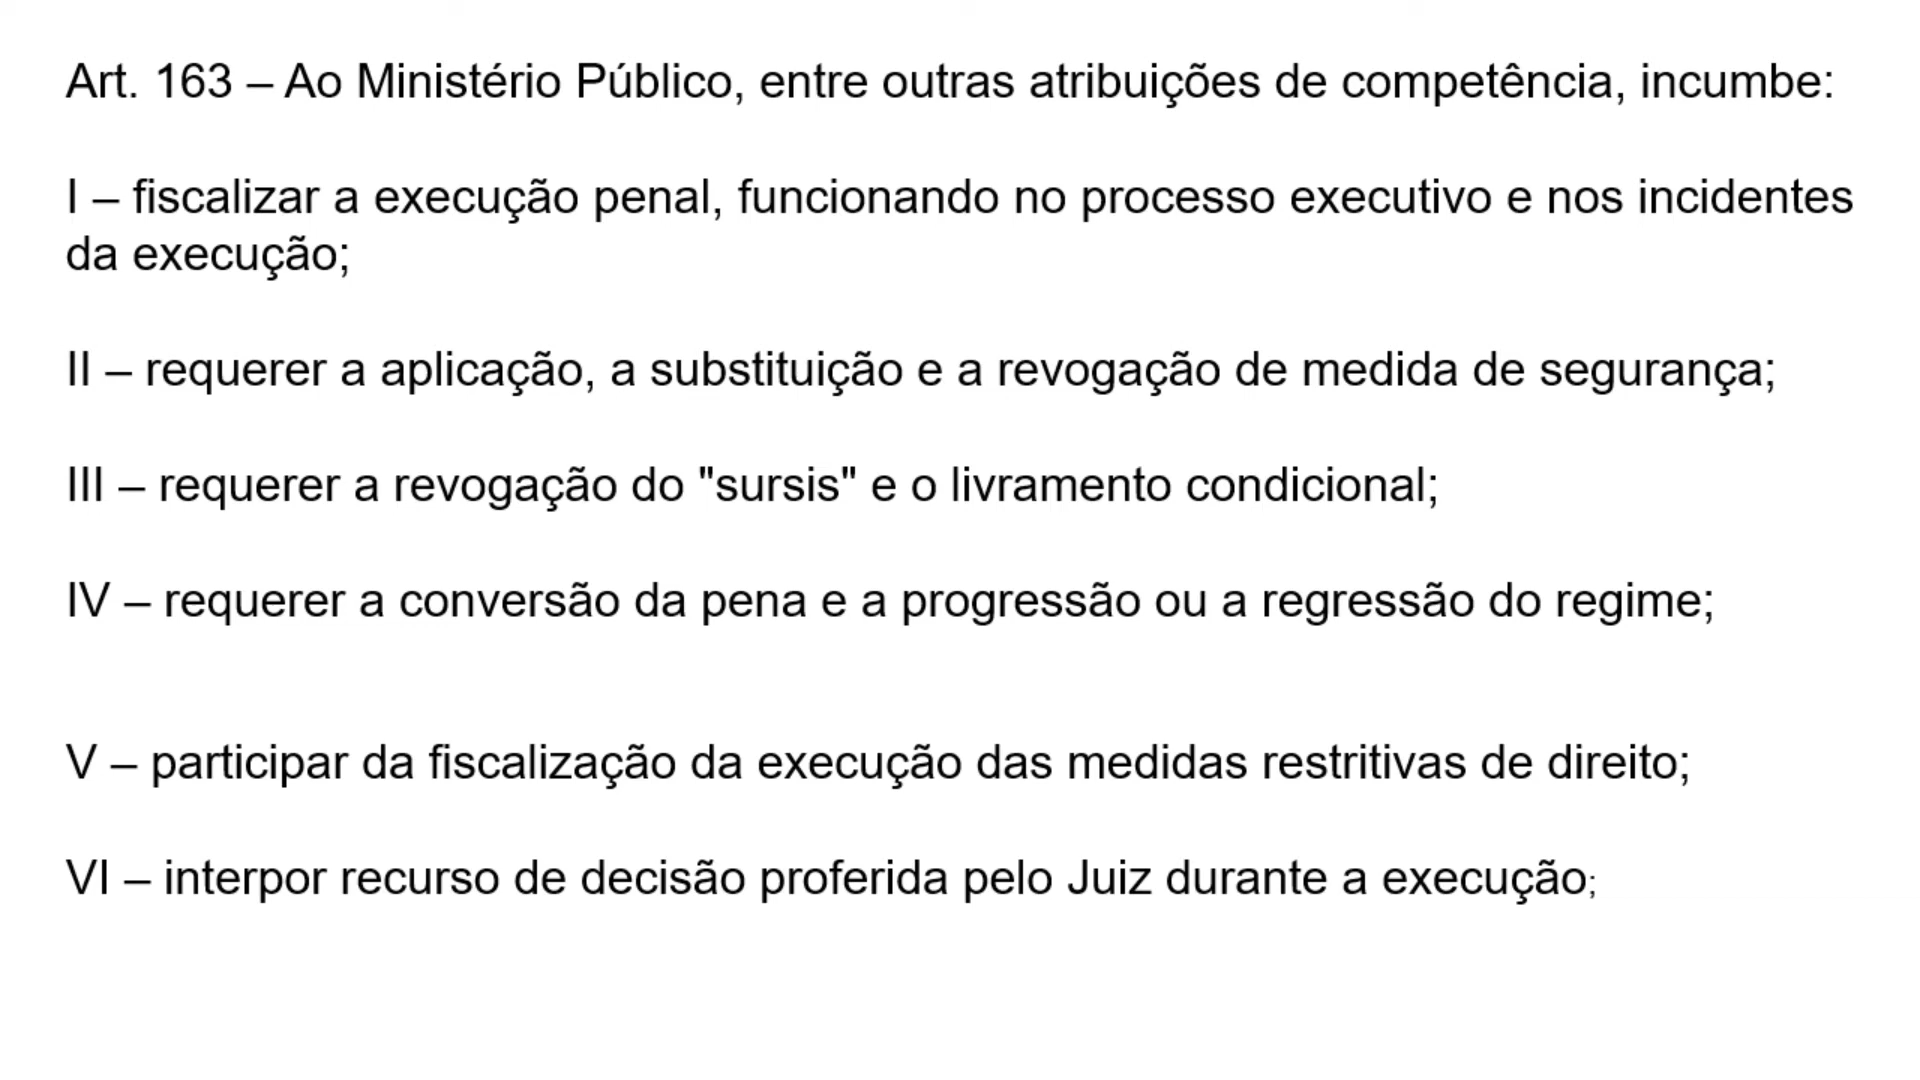 Art. 163 – Ao Ministério Público, entre outras atribuições de competência, incumbe:
I – fiscalizar a execução penal, funcionando no processo executivo e nos incidentes
da execução;
II – requerer a aplicação, a substituição e a revogação de medida de segurança;
III – requerer a revogação do "sursis" e o livramento condicional;
IV – requerer a conversão da pena e a progressão ou a regressão do regime;
V – participar da fiscalização da execução das medidas restritivas de direito;
VI – interpor recurso de decisão proferida pelo Juiz durante a execução;